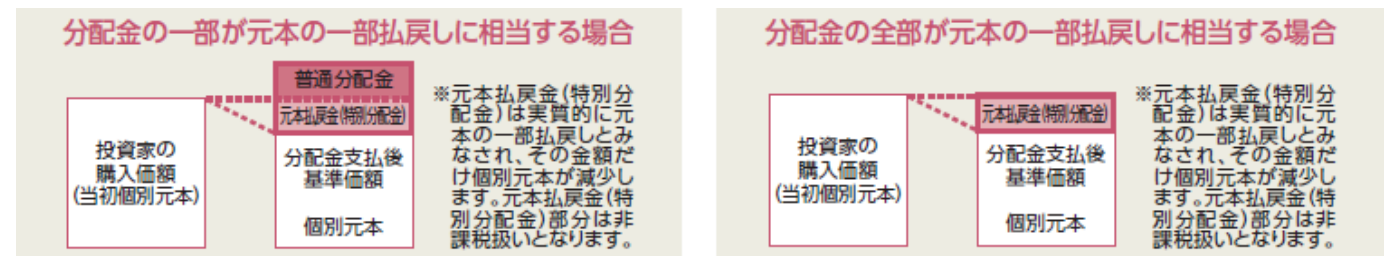 分配金の一部が元本の一部払戻しに相当する場合
普通分配金
元本払戻金(特別分配金)
投資家の
購入価額
(当初個別元本)
分配金支払後
基準価額
個別元本
※元本払戻金(特別分
配金)は実質的に元
本の一部払戻しとみ
なされ、その金額だ
け個別元本が減少し
ます。元本払戻金(特
別分配金)部分は非
課税扱いとなります。
分配金の全部が元本の一部払戻しに相当する場合
元本払戻金(特別分配金)
投資家の
購入価額
(当初個別元本)
分配金支払後
基準価額
個別元本
※元本払戻金(特別分
配金)は実質的に元
本の一部払戻しとみ
なされ、その金額だ
け個別元本が減少し
ます。元本払戻金(特
別分配金)部分は非
課税扱いとなります。